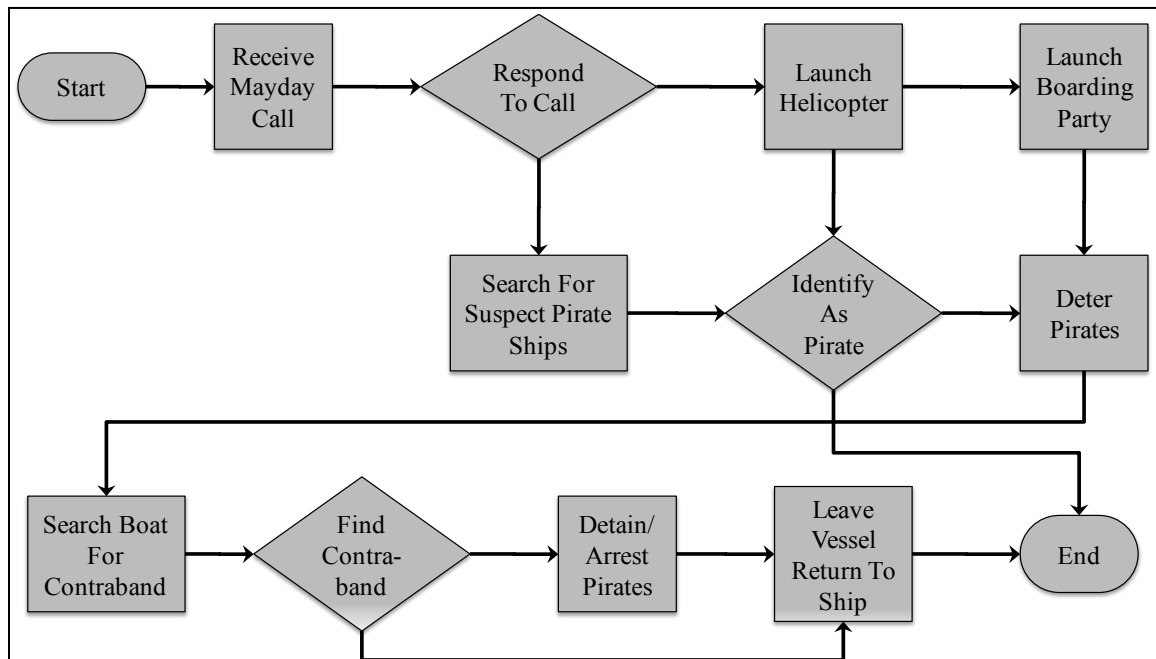 Start
Receive
Mayday
Call
Respond
To Call
Launch
Helicopter
Launch
Boarding
Party
Search For
Suspect Pirate
Ships
Identify
As
Pirate
Deter
Pirates
Search Boat
For
Contraband
Find
Contra-
band
Detain/
Arrest
Pirates
Leave
Vessel
Return To
Ship
End